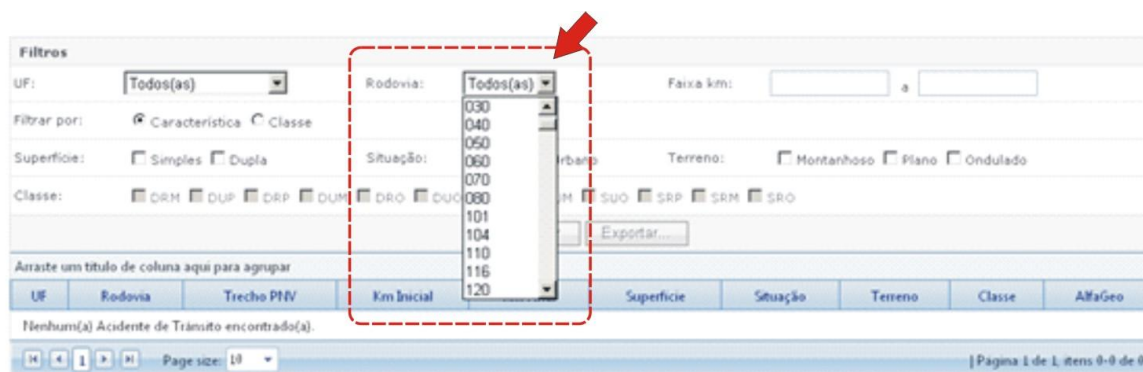 Filtros
UF: Todos(as) Rodovia: Todos(as) Faixa km: a
030
Filtrar por: Característica Classe
040
050
Superfície: Simples Dupla Situação: 060 rbano Terreno: Montanhoso Plano Ondulado
070
Classe: DRM DUP DRP DUM DRO DUO 080 M SUO SRP SRM SRO
101
104
110 Exportar...
Arraste um título de coluna aqui para agrupar
116
UF Rodovia Trecho PNV Km Inicial 120 Superfície Situação Terreno Classe AlfaGeo
Nenhum(a) Acidente de Trânsito encontrado(a).
1 Page size: 10 | Página 1 de 1, itens 0-0 de 0